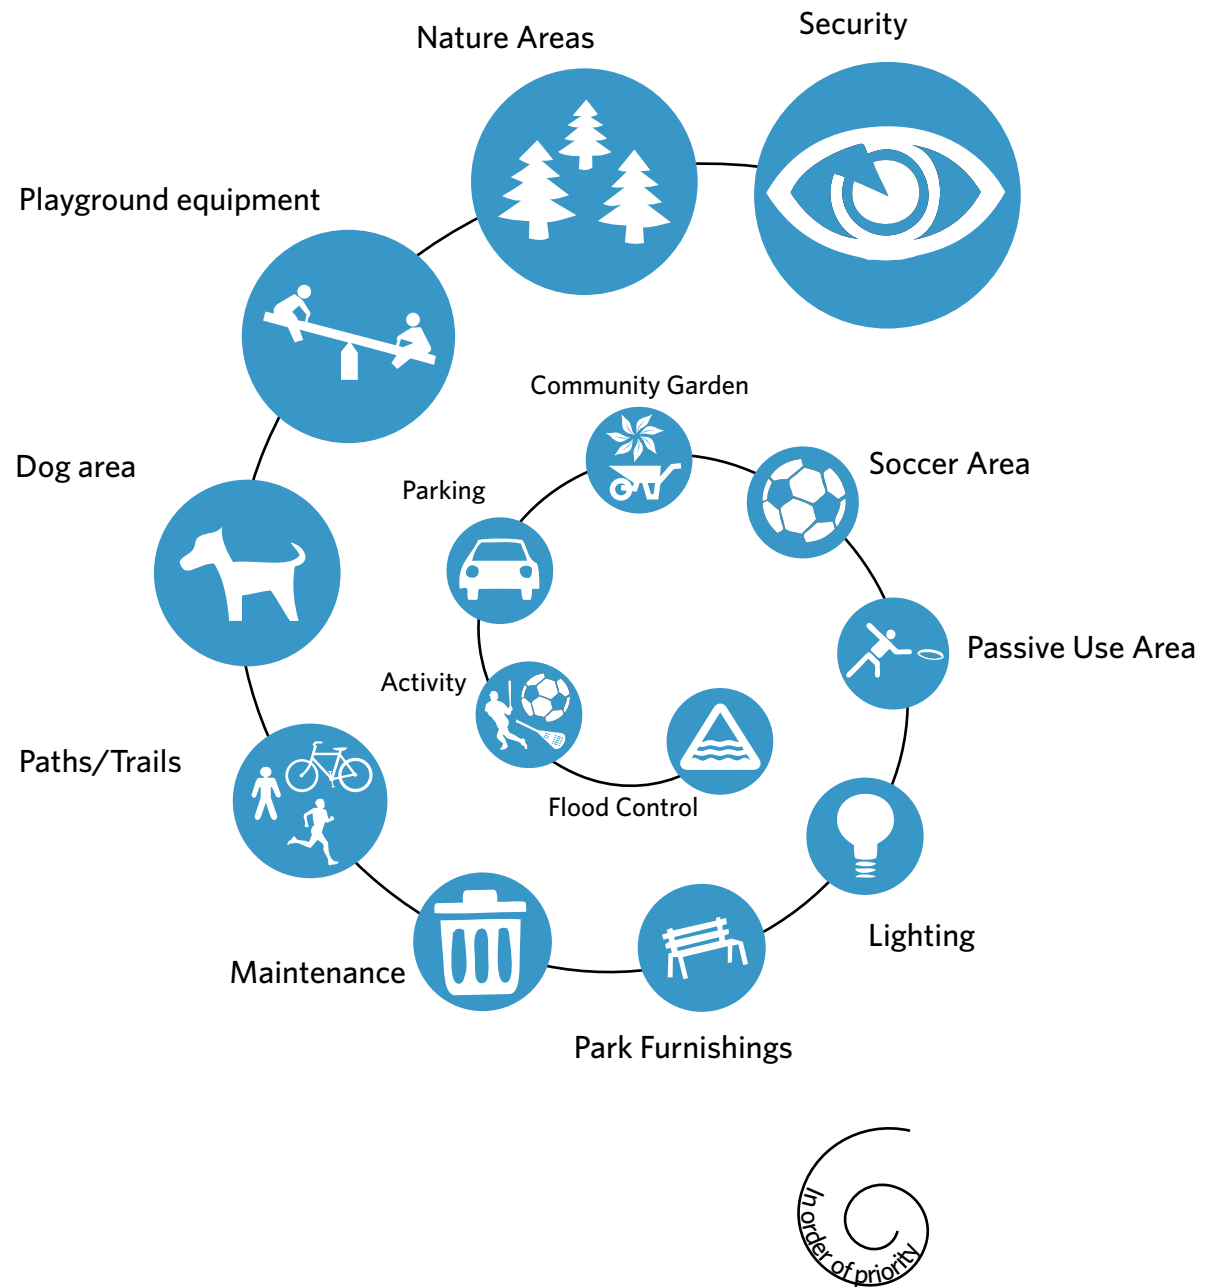 Security
Nature Areas
Playground equipment
Dog area
Paths/Trails
Maintenance
Park Furnishings
Lighting
Passive Use Area
Soccer Area
Community Garden
Parking
Activity
Flood Control
In order of priority